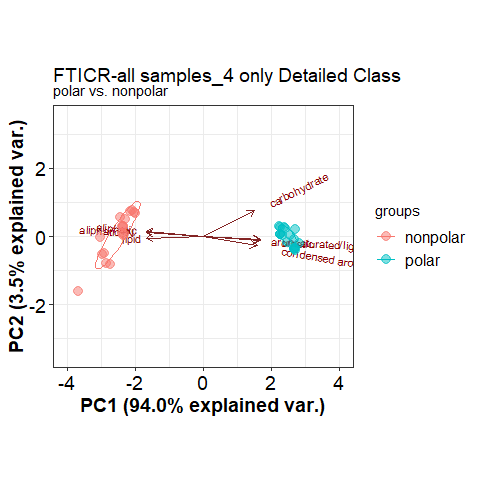 FTICR-all samples_4 only Detailed Class
polar vs. nonpolar
PC2 (3.5% explained var.)
2
0
-2
carbohydrate
lipid
condensed aro
-4
-2
0
2
4
PC1 (94.0% explained var.)
groups
nonpolar
polar